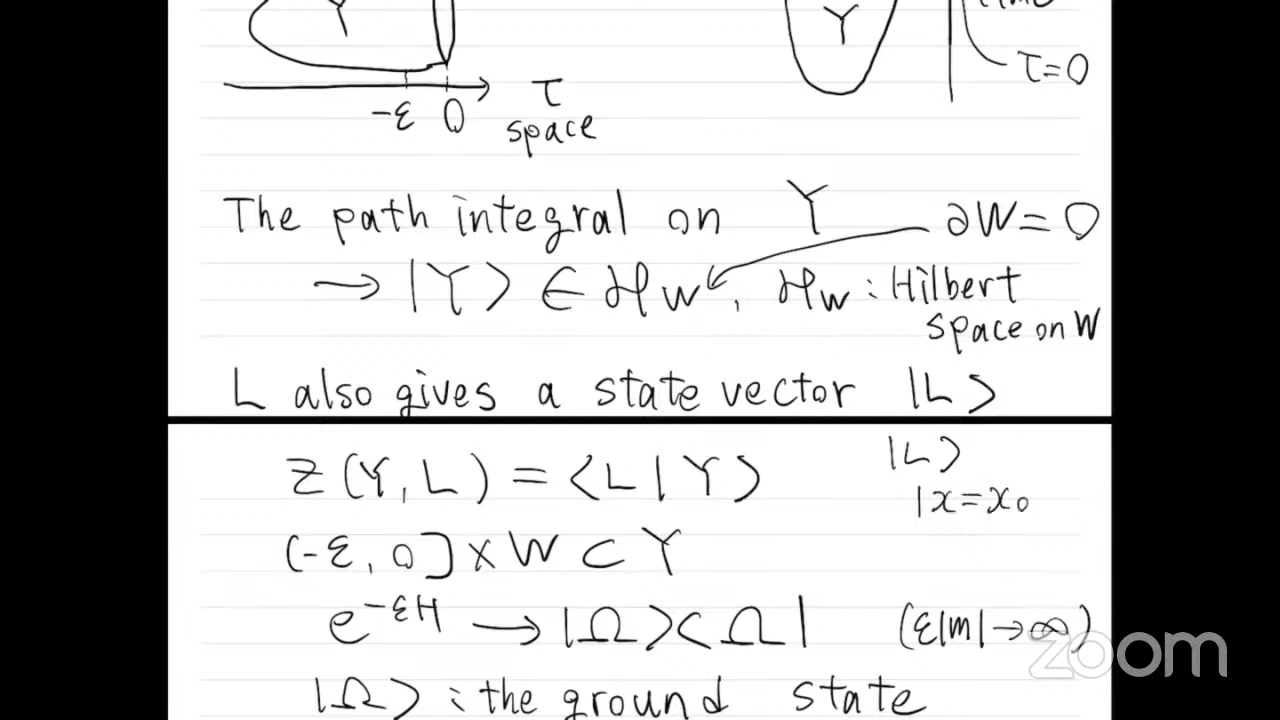 Y
Y
τ=0
-ε 0 τ
space
The path integral on Y ∂W=0
→ |Y> ∈ ℋ_W, ℋ_W : Hilbert
space on W
L also gives a state vector |L>
Z(Y, L) = <L|Y> |L>
|x=x₀
(-ε, 0] × W ⊂ Y
e^{-εH} → |Ω><Ω| (ε|m|→∞)
|Ω> : the ground state
zoom